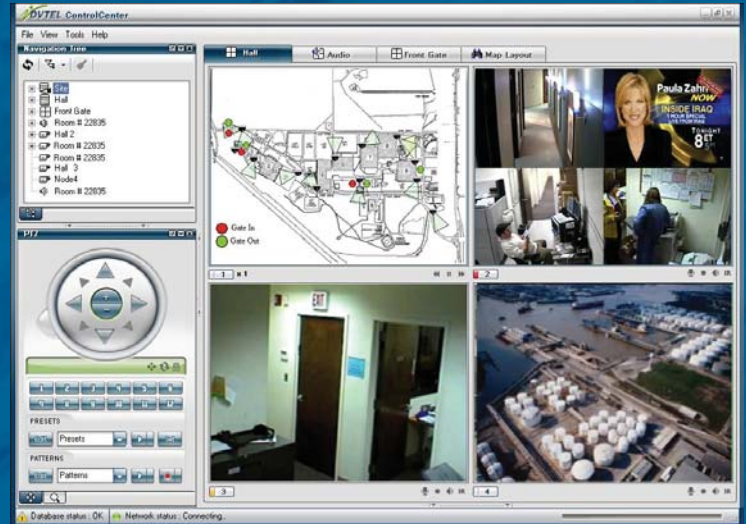 DVTEL ControlCenter
File View Tools Help
Navigation Tree
Site
Hall
Front Gate
Room # 22835
Hall 2
Room # 22835
Room # 22835
Hall 3
Node4
Room # 22835
PTZ
PRESETS
Presets
PATTERNS
Patterns
Hall
Audio
Front Gate
Map Layout
Gate In
Gate Out
1 x 1
Paula Zahn
NOW
INSIDE IRAQ
TONIGHT
8 ET
2
EXIT
3
4
Database status : OK
Network status : Connecting..